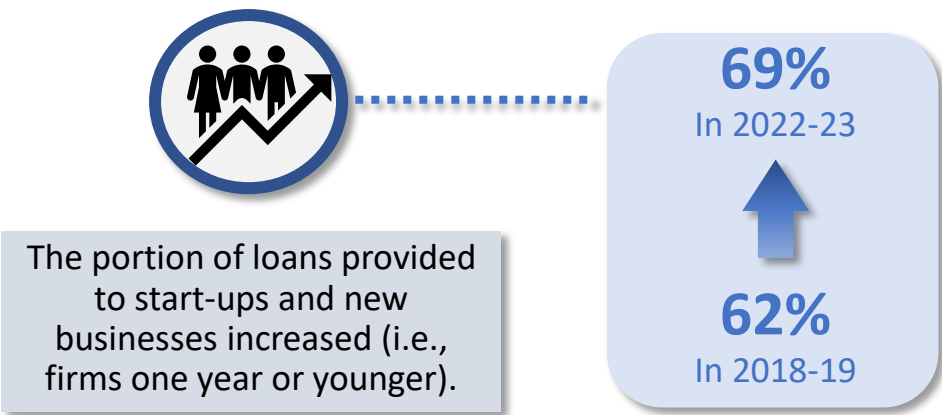 69%
In 2022-23
The portion of loans provided
to start-ups and new
businesses increased (i.e.,
firms one year or younger).
62%
In 2018-19